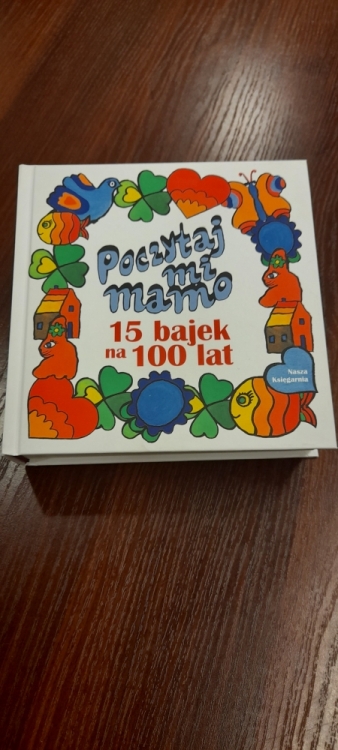 Poczytaj
mi
mamo
15 bajek
na 100 lat
Nasza
Księgarnia